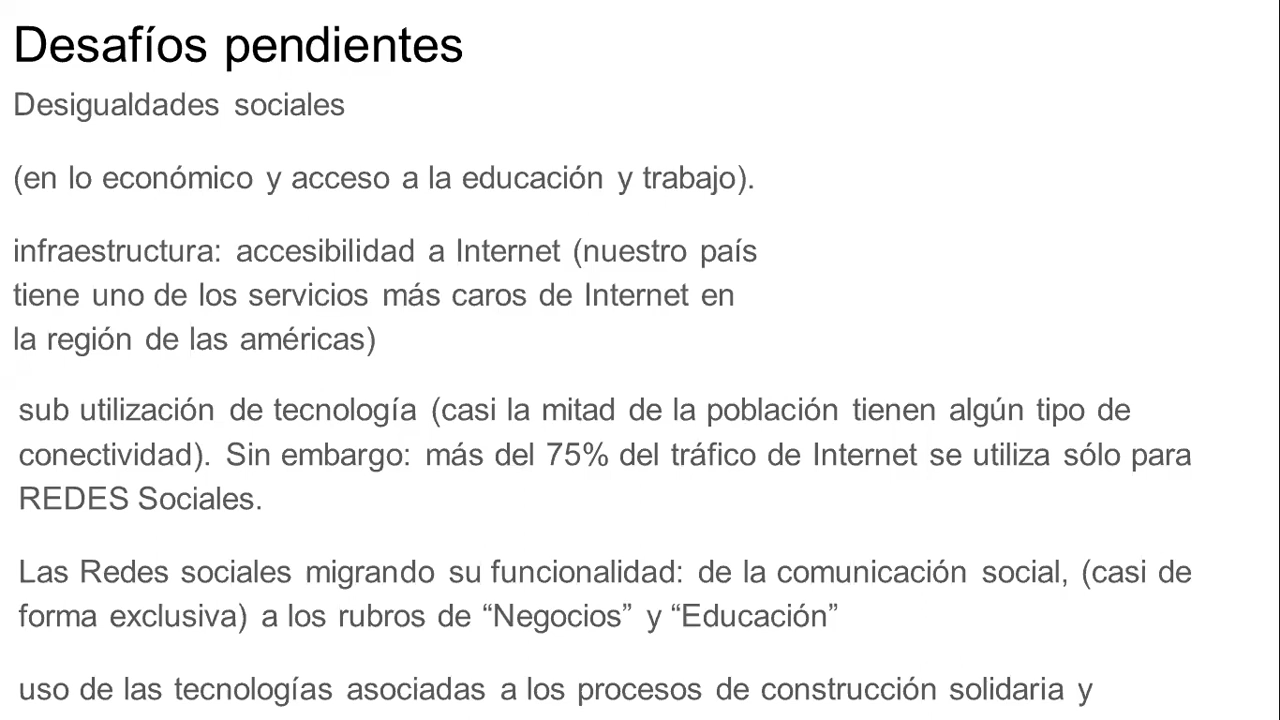 Desafíos pendientes
Desigualdades sociales
(en lo económico y acceso a la educación y trabajo).
infraestructura: accesibilidad a Internet (nuestro país
tiene uno de los servicios más caros de Internet en
la región de las américas)
sub utilización de tecnología (casi la mitad de la población tienen algún tipo de
conectividad). Sin embargo: más del 75% del tráfico de Internet se utiliza sólo para
REDES Sociales.
Las Redes sociales migrando su funcionalidad: de la comunicación social, (casi de
forma exclusiva) a los rubros de “Negocios” y “Educación”
uso de las tecnologías asociadas a los procesos de construcción solidaria y